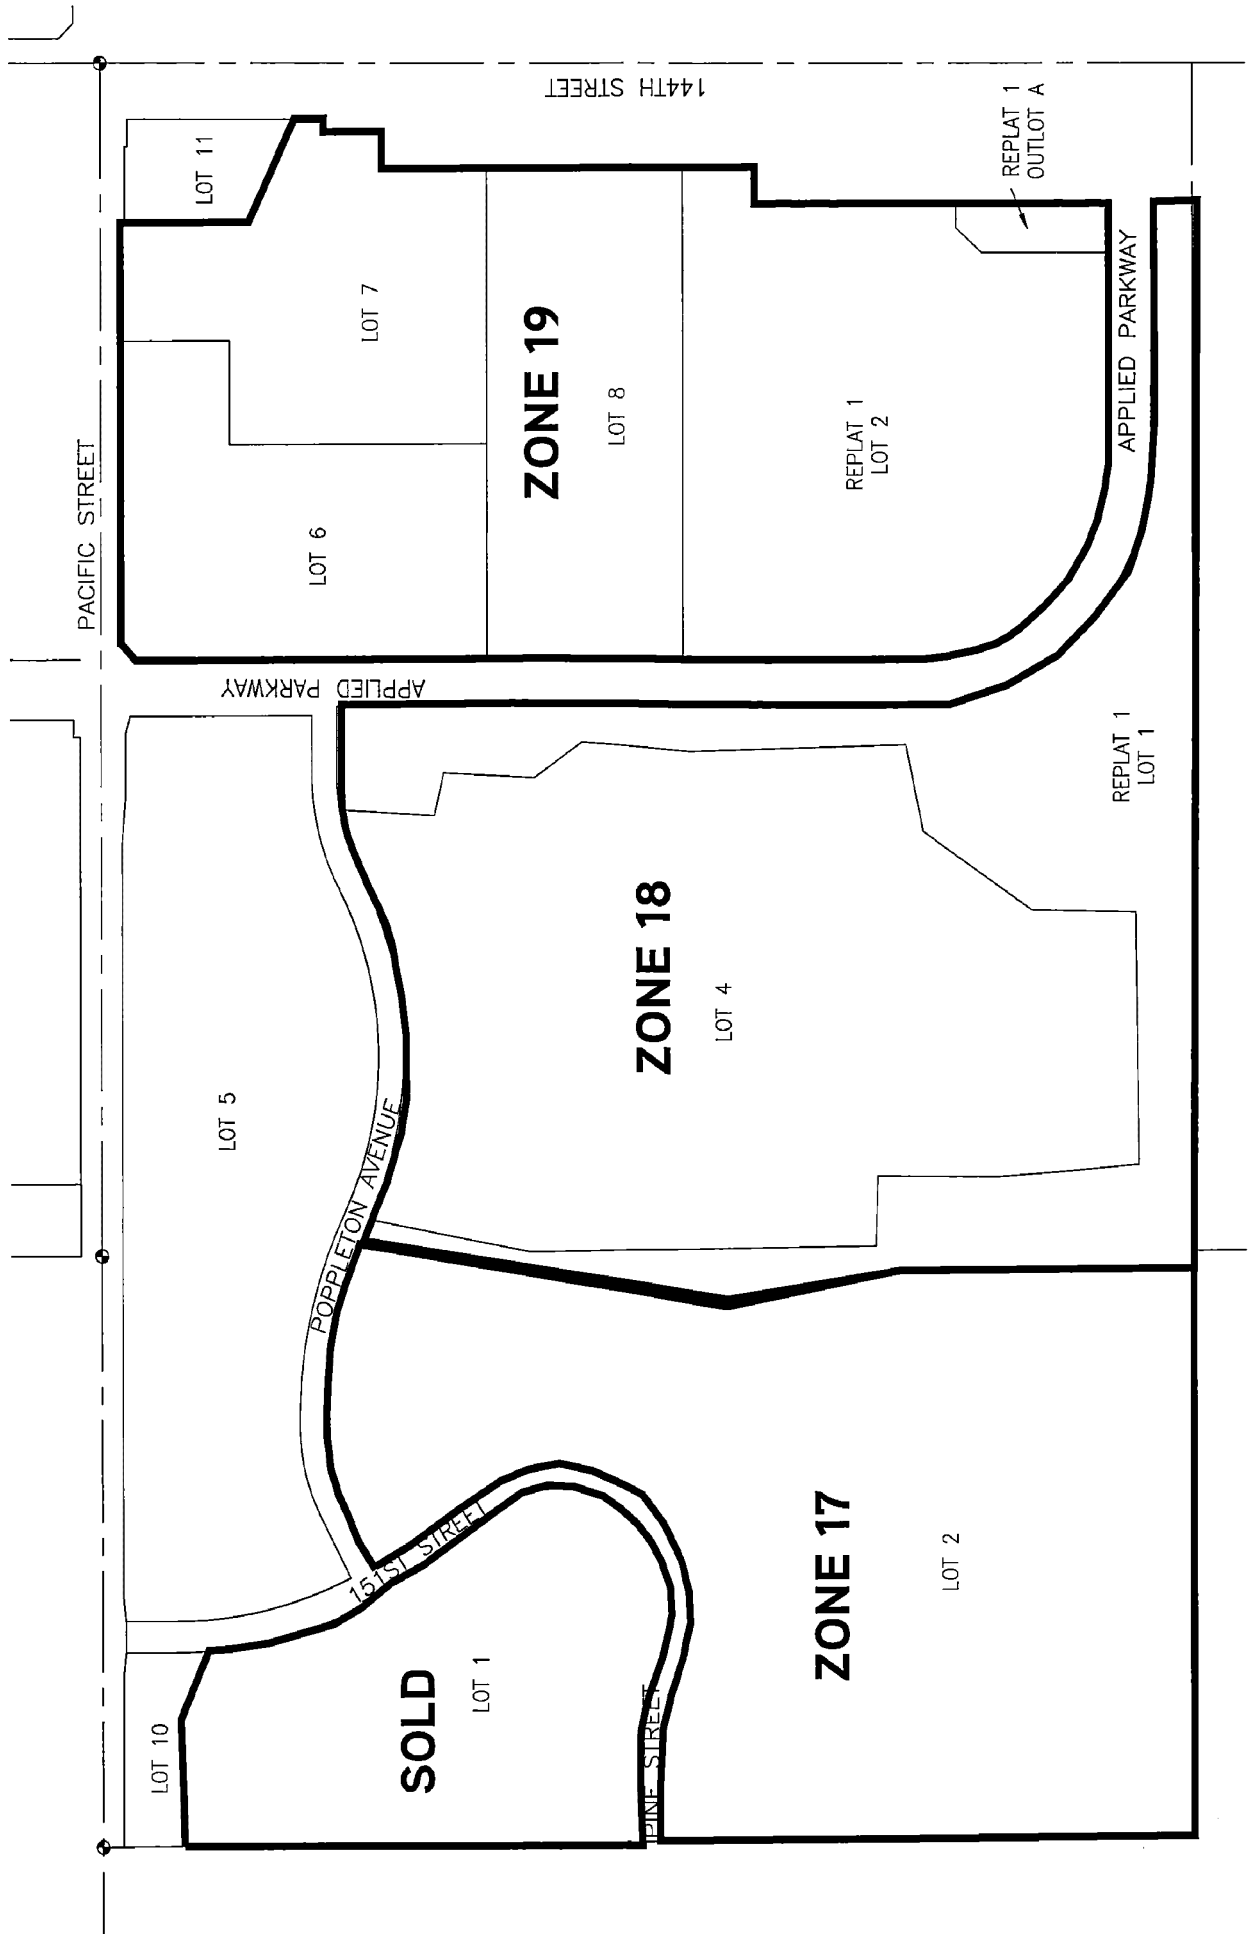 PACIFIC STREET
LOT 10
151ST STREET
SOLD
LOT 1
PINE STREET
ZONE 17
LOT 2
LOT 5
POPPLETON AVENUE
ZONE 18
LOT 4
REPLAT 1
LOT 1
APPLIED PARKWAY
LOT 6
LOT 7
LOT 11
ZONE 19
LOT 8
REPLAT 1
LOT 2
APPLIED PARKWAY
REPLAT 1
OUTLOT A
144TH STREET